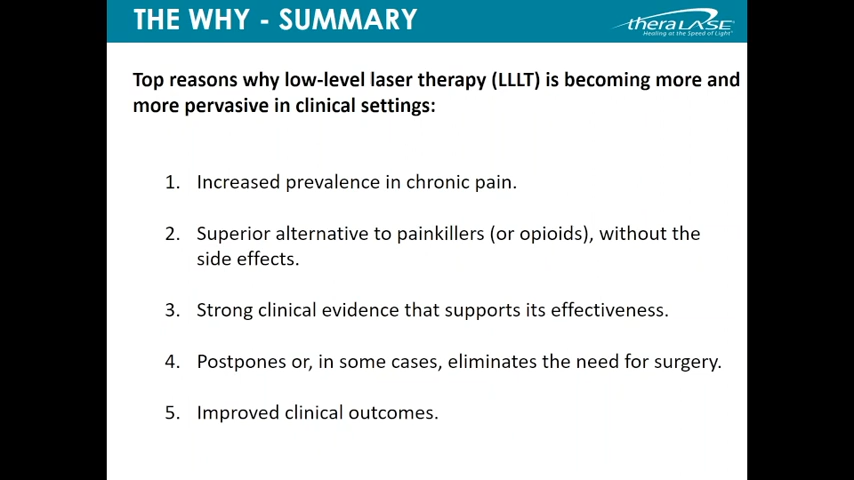 THE WHY - SUMMARY
theraLASE®
Healing at the Speed of Light®
Top reasons why low-level laser therapy (LLLT) is becoming more and
more pervasive in clinical settings:
1. Increased prevalence in chronic pain.
2. Superior alternative to painkillers (or opioids), without the
side effects.
3. Strong clinical evidence that supports its effectiveness.
4. Postpones or, in some cases, eliminates the need for surgery.
5. Improved clinical outcomes.